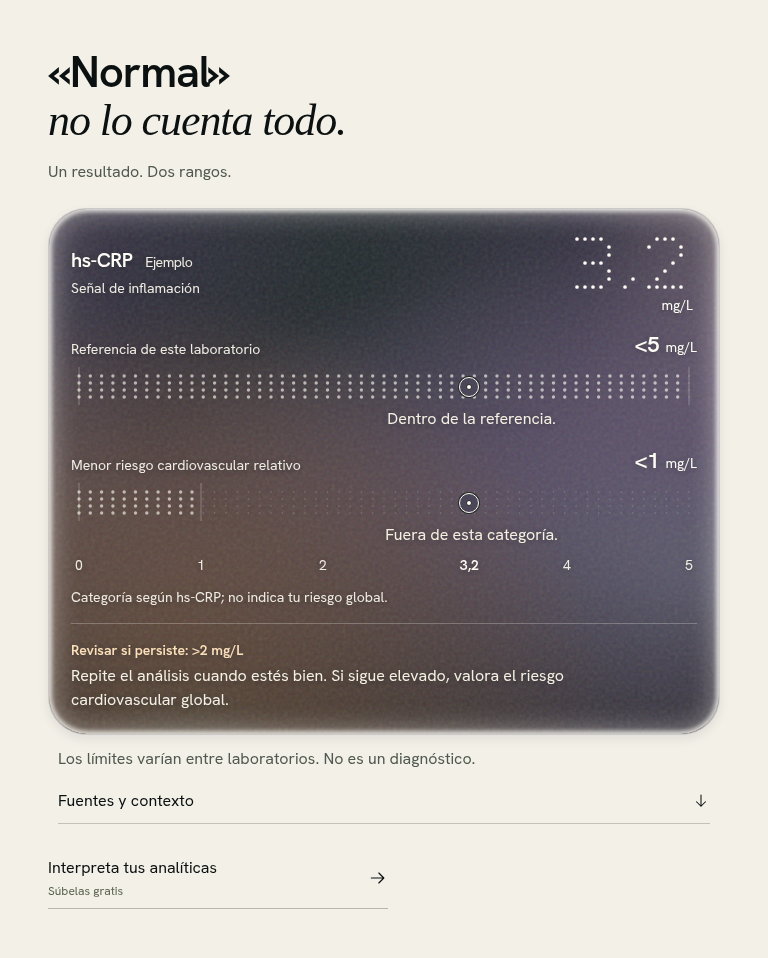 «Normal»
no lo cuenta todo.
Un resultado. Dos rangos.
hs-CRP Ejemplo
3.2
Señal de inflamación
mg/L
Referencia de este laboratorio
<5 mg/L
Dentro de la referencia.
Menor riesgo cardiovascular relativo
<1 mg/L
Fuera de esta categoría.
0 1 2 3,2 4 5
Categoría según hs-CRP; no indica tu riesgo global.
Revisar si persiste: >2 mg/L
Repite el análisis cuando estés bien. Si sigue elevado, valora el riesgo
cardiovascular global.
Los límites varían entre laboratorios. No es un diagnóstico.
Fuentes y contexto
Interpreta tus analíticas
Súbelas gratis